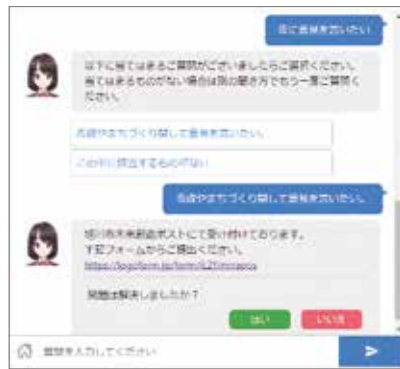 市に意見を言いたい
以下に当てはまるご質問がございましたらご選択ください。
当てはまるものがない場合は別の聞き方でもう一度ご質問く
ださい。
市政やまちづくり関して意見を言いたい。
この中に該当するものがない
市政やまちづくり関して意見を言いたい。
旭川市未来創造ポストにて受け付けております。
下記フォームからご提出ください。
https://logoform.jp/form/
問題は解決しましたか？
はい
いいえ
質問を入力してください